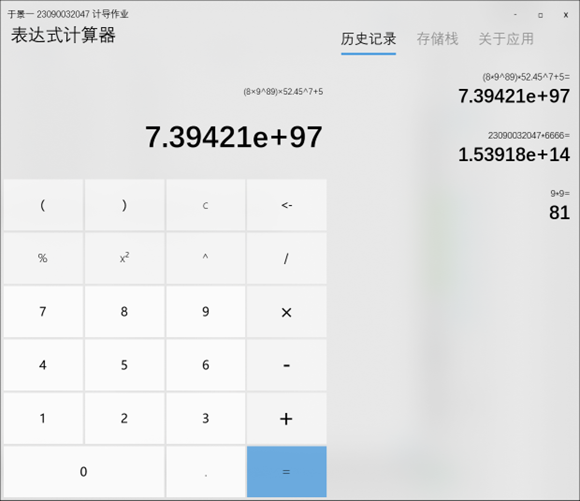 于景一 23090032047 计导作业
表达式计算器
(8×9^89)×52.45^7+5
7.39421e+97
( ) C <-
% x² ^ /
7 8 9 ×
4 5 6 -
1 2 3 +
0 . =
历史记录 存储栈 关于应用
(8*9^89)*52.45^7+5=
7.39421e+97
23090032047*6666=
1.53918e+14
9*9=
81